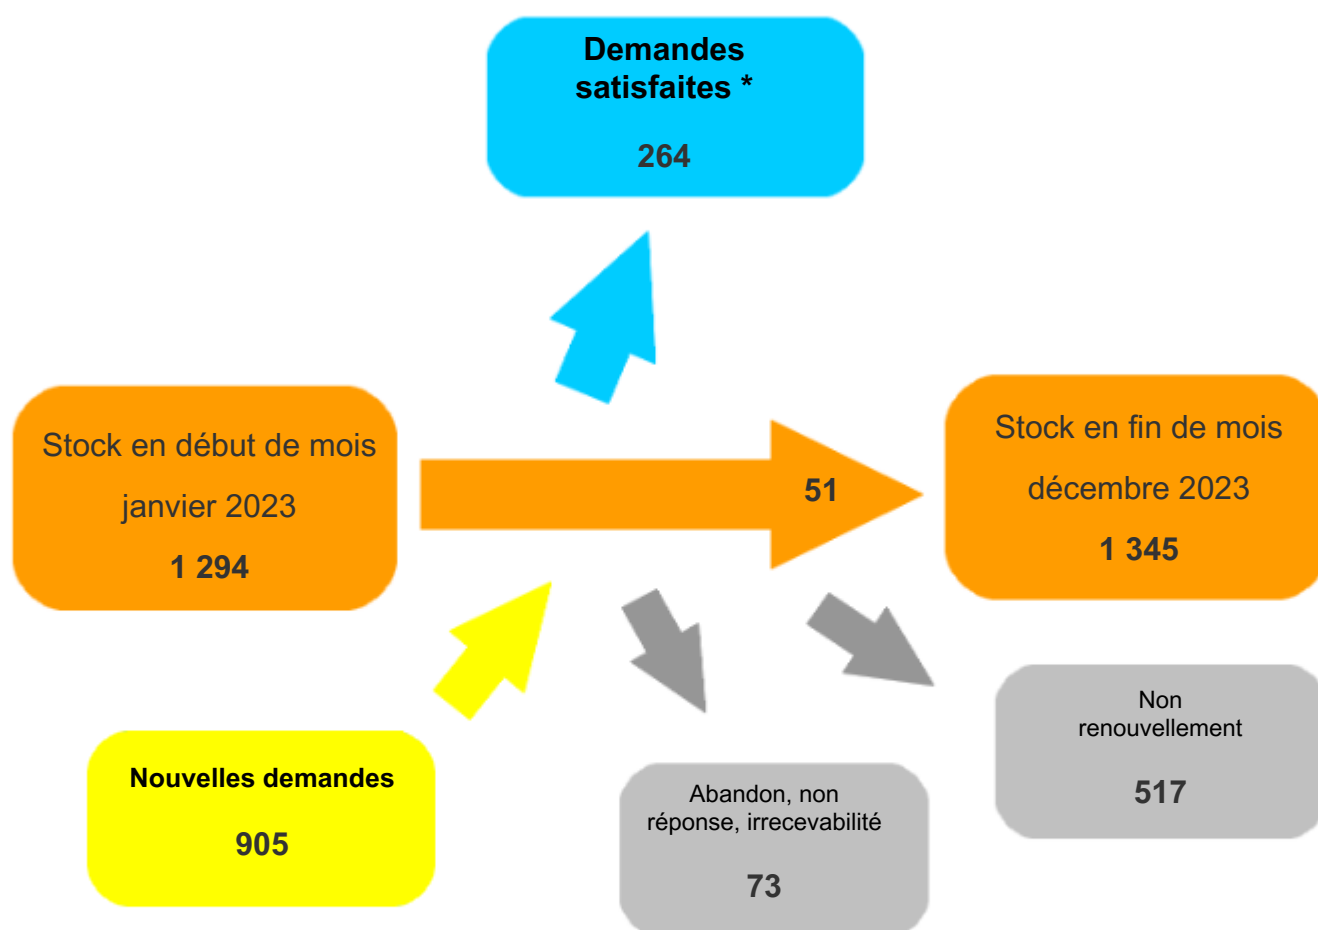 Demandes
satisfaites *
264
Stock en début de mois
janvier 2023
1 294
51
Stock en fin de mois
décembre 2023
1 345
Nouvelles demandes
905
Abandon, non
réponse, irrecevabilité
73
Non
renouvellement
517